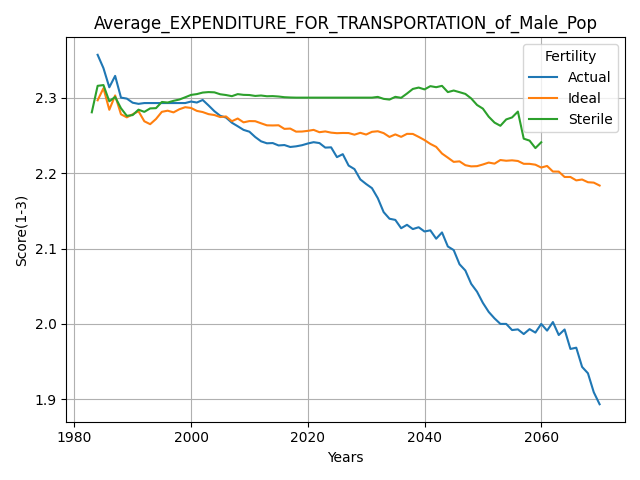 Average_EXPENDITURE_FOR_TRANSPORTATION_of_Male_Pop
Fertility
Actual
Ideal
Sterile
Score(1-3)
2.3
2.2
2.1
2.0
1.9
1980
2000
2020
2040
2060
Years